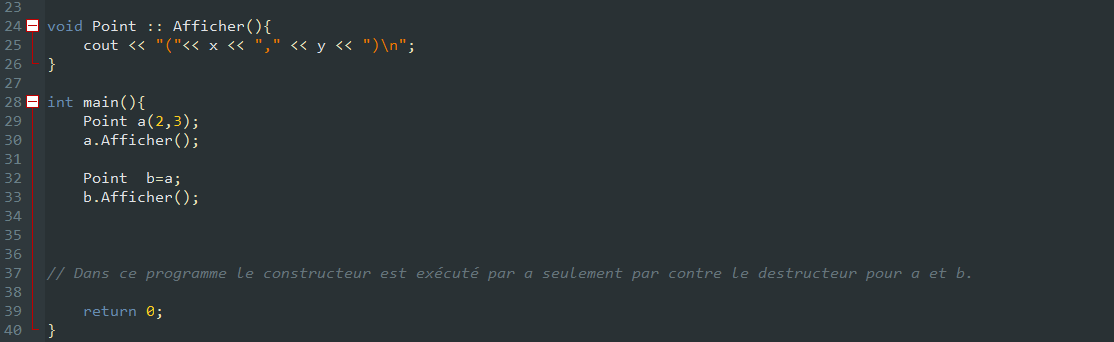 23
24 void Point :: Afficher(){
25 cout << "("<< x << "," << y << ")\n";
26 }
27
28 int main(){
29 Point a(2,3);
30 a.Afficher();
31
32 Point  b=a;
33 b.Afficher();
34
35
36
37 // Dans ce programme le constructeur est exécuté par a seulement par contre le destructeur pour a et b.
38
39 return 0;
40 }